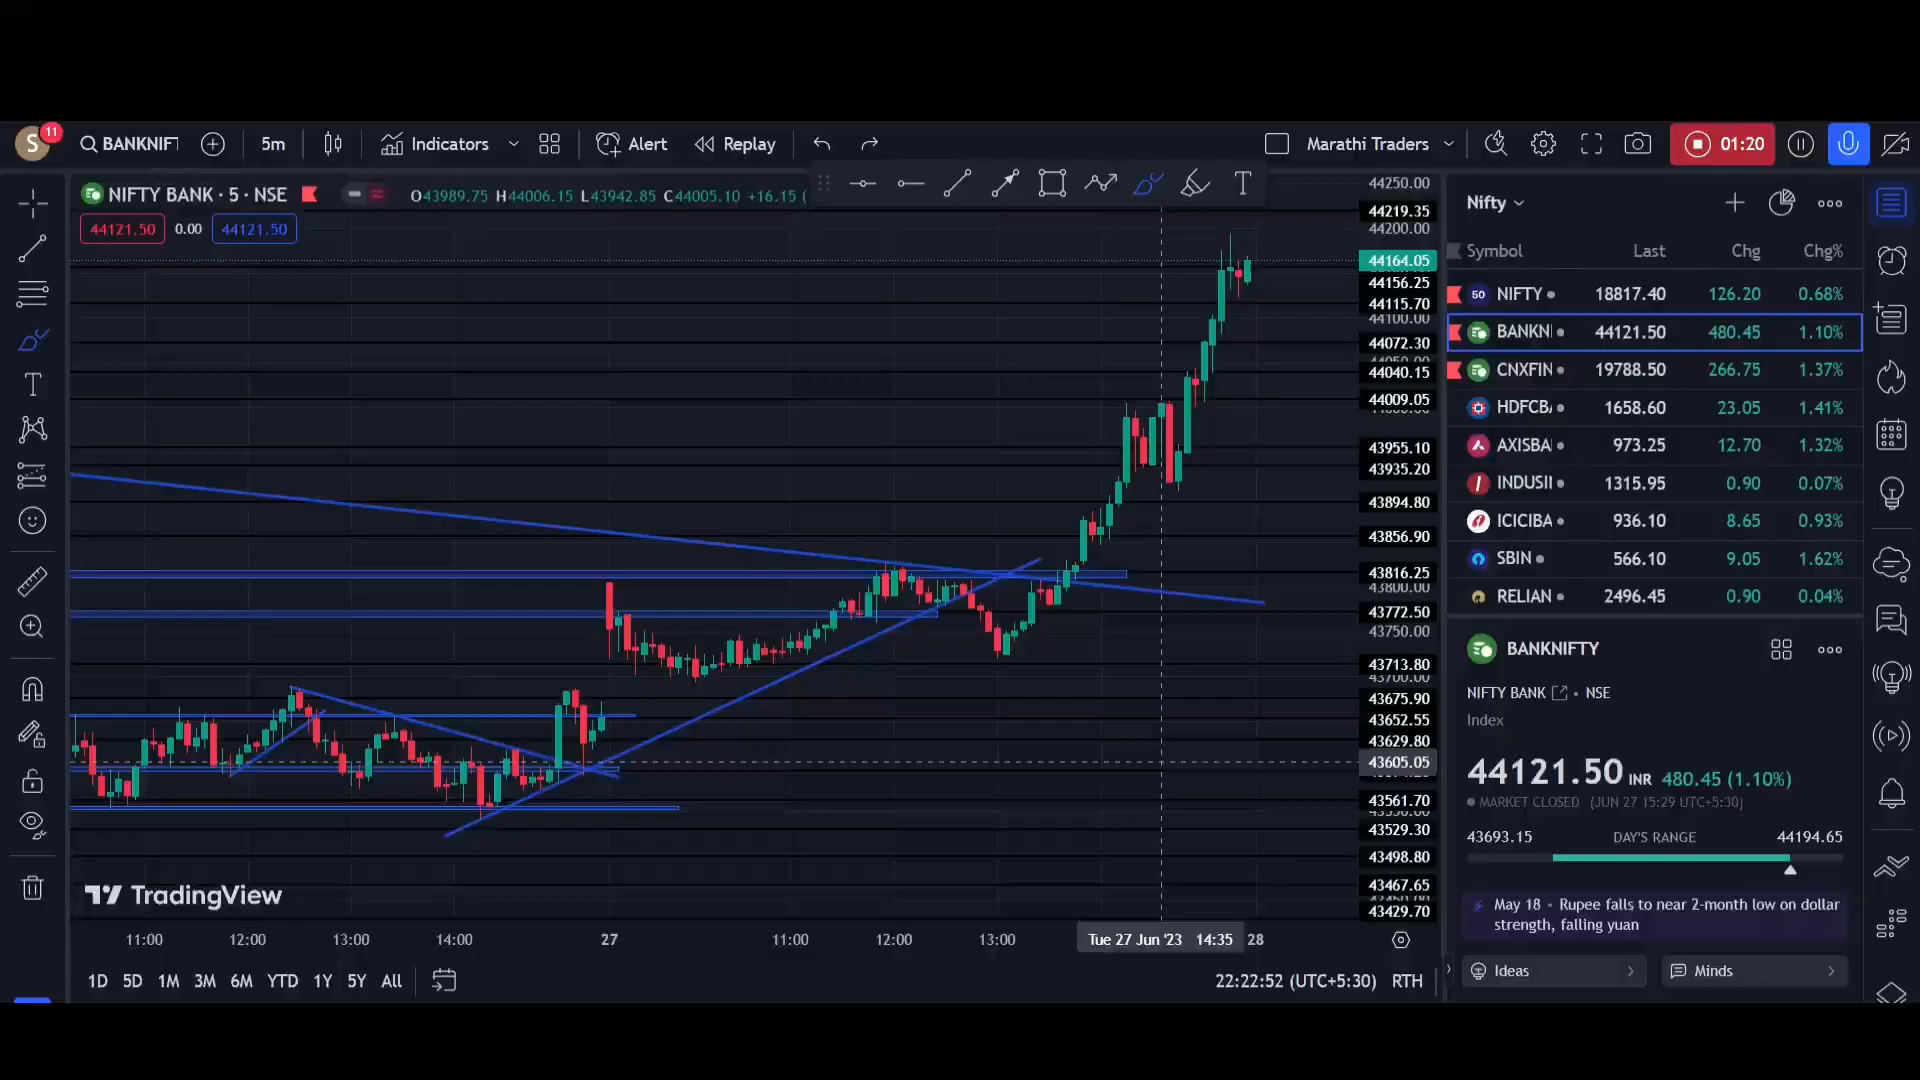 S 11 BANKNIFT 5m Indicators Alert Replay Marathi Traders 01:20
NIFTY BANK · 5 · NSE O43989.75 H44006.15 L43942.85 C44005.10 +16.15 (
44121.50 0.00 44121.50
44250.00
44219.35
44200.00
44164.05
44156.25
44115.70
44100.00
44072.30
44040.15
44009.05
43955.10
43935.20
43894.80
43856.90
43816.25
43800.00
43772.50
43750.00
43713.80
43700.00
43675.90
43652.55
43629.80
43605.05
43561.70
43529.30
43498.80
43467.65
43429.70
TradingView
11:00 12:00 13:00 14:00 27 11:00 12:00 13:00 Tue 27 Jun '23 14:35 28
1D 5D 1M 3M 6M YTD 1Y 5Y All 22:22:52 (UTC+5:30) RTH
Nifty
Symbol Last Chg Chg%
50 NIFTY 18817.40 126.20 0.68%
BANKNI 44121.50 480.45 1.10%
CNXFIN 19788.50 266.75 1.37%
HDFCBA 1658.60 23.05 1.41%
AXISBA 973.25 12.70 1.32%
INDUSII 1315.95 0.90 0.07%
ICICIBA 936.10 8.65 0.93%
SBIN 566.10 9.05 1.62%
RELIAN 2496.45 0.90 0.04%
BANKNIFTY
NIFTY BANK · NSE
Index
44121.50 INR 480.45 (1.10%)
MARKET CLOSED (JUN 27 15:29 UTC+5:30)
43693.15 DAY'S RANGE 44194.65
May 18 · Rupee falls to near 2-month low on dollar
strength, falling yuan
Ideas Minds